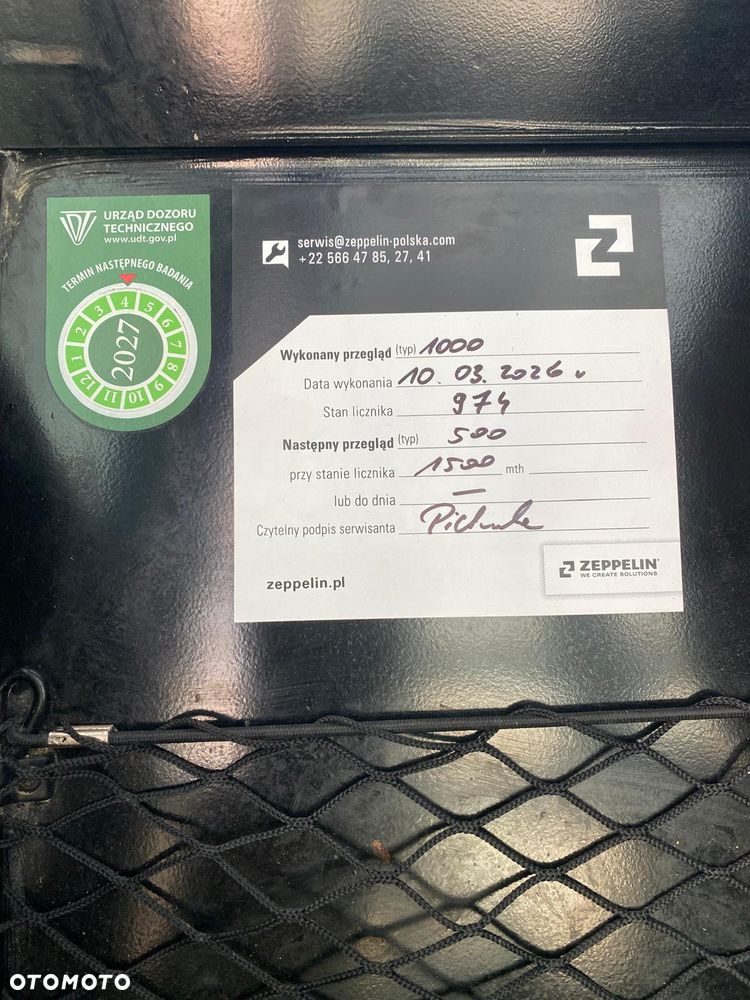 URZĄD DOZORU
TECHNICZNEGO
www.udt.gov.pl
TERMIN NASTĘPNEGO BADANIA
1 2 3 4 5 6 7 8 9 10 11 12
2027
serwis@zeppelin-polska.com
+22 566 47 85, 27, 41
Wykonany przegląd (typ) 1000
Data wykonania 10.03.2026
Stan licznika 974
Następny przegląd (typ) 500
przy stanie licznika 1500 mth
lub do dnia —
Czytelny podpis serwisanta
zeppelin.pl
ZEPPELIN
WE CREATE SOLUTIONS
OTOMOTO